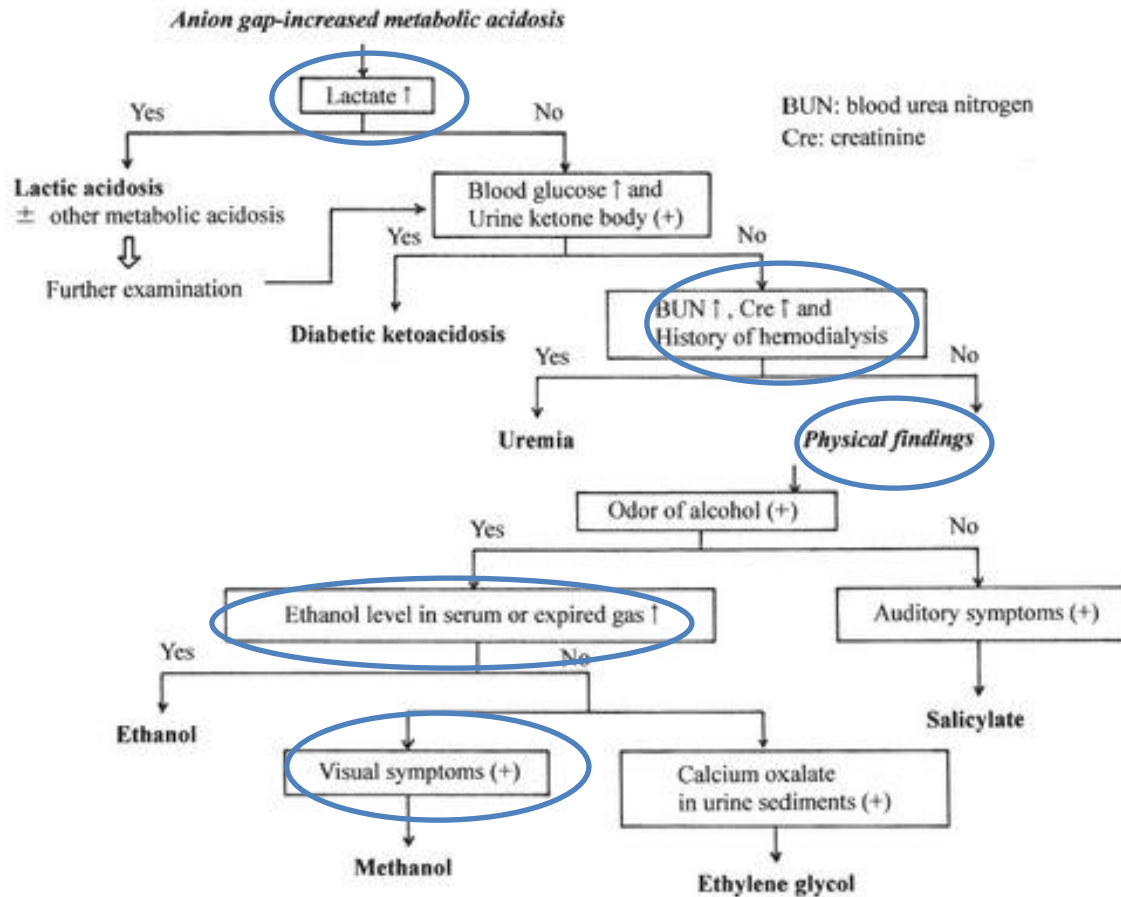 Anion gap-increased metabolic acidosis
Lactate ↑
Yes
No
BUN: blood urea nitrogen
Cre: creatinine
Lactic acidosis
± other metabolic acidosis
Further examination
Blood glucose ↑ and
Urine ketone body (+)
Yes
No
Diabetic ketoacidosis
BUN ↑ , Cre ↑ and
History of hemodialysis
Yes
No
Uremia
Physical findings
Odor of alcohol (+)
Yes
No
Ethanol level in serum or expired gas ↑
Auditory symptoms (+)
Yes
No
Ethanol
Salicylate
Visual symptoms (+)
Calcium oxalate
in urine sediments (+)
Methanol
Ethylene glycol